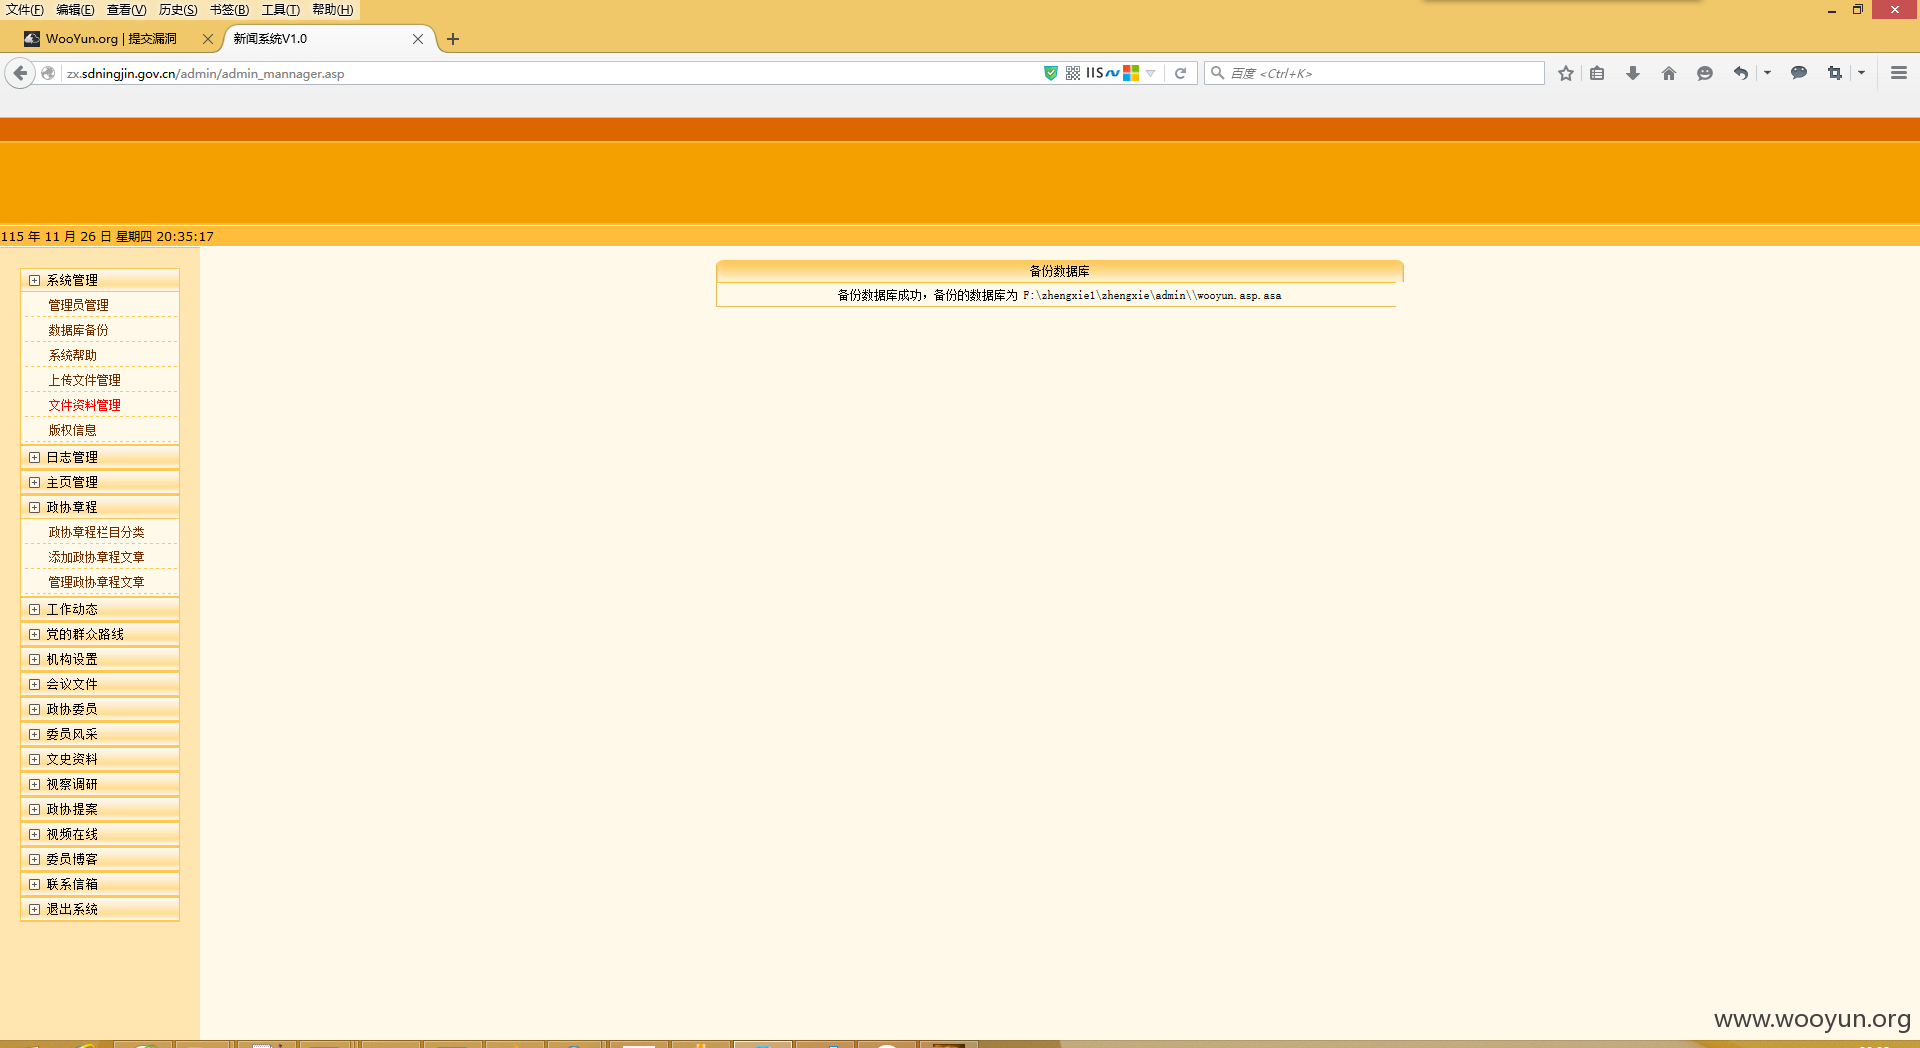 文件(F) 编辑(E) 查看(V) 历史(S) 书签(B) 工具(T) 帮助(H)
WooYun.org | 提交漏洞
新闻系统V1.0
zx.sdningjin.gov.cn/admin/admin_mannager.asp
IIS
百度 <Ctrl+K>
115 年 11 月 26 日 星期四 20:35:17
系统管理
管理员管理
数据库备份
系统帮助
上传文件管理
文件资料管理
版权信息
日志管理
主页管理
政协章程
政协章程栏目分类
添加政协章程文章
管理政协章程文章
工作动态
党的群众路线
机构设置
会议文件
政协委员
委员风采
文史资料
视察调研
政协提案
视频在线
委员博客
联系信箱
退出系统
备份数据库
备份数据库成功，备份的数据库为 F:\zhengxie1\zhengxie\admin\\wooyun.asp.asa
www.wooyun.org